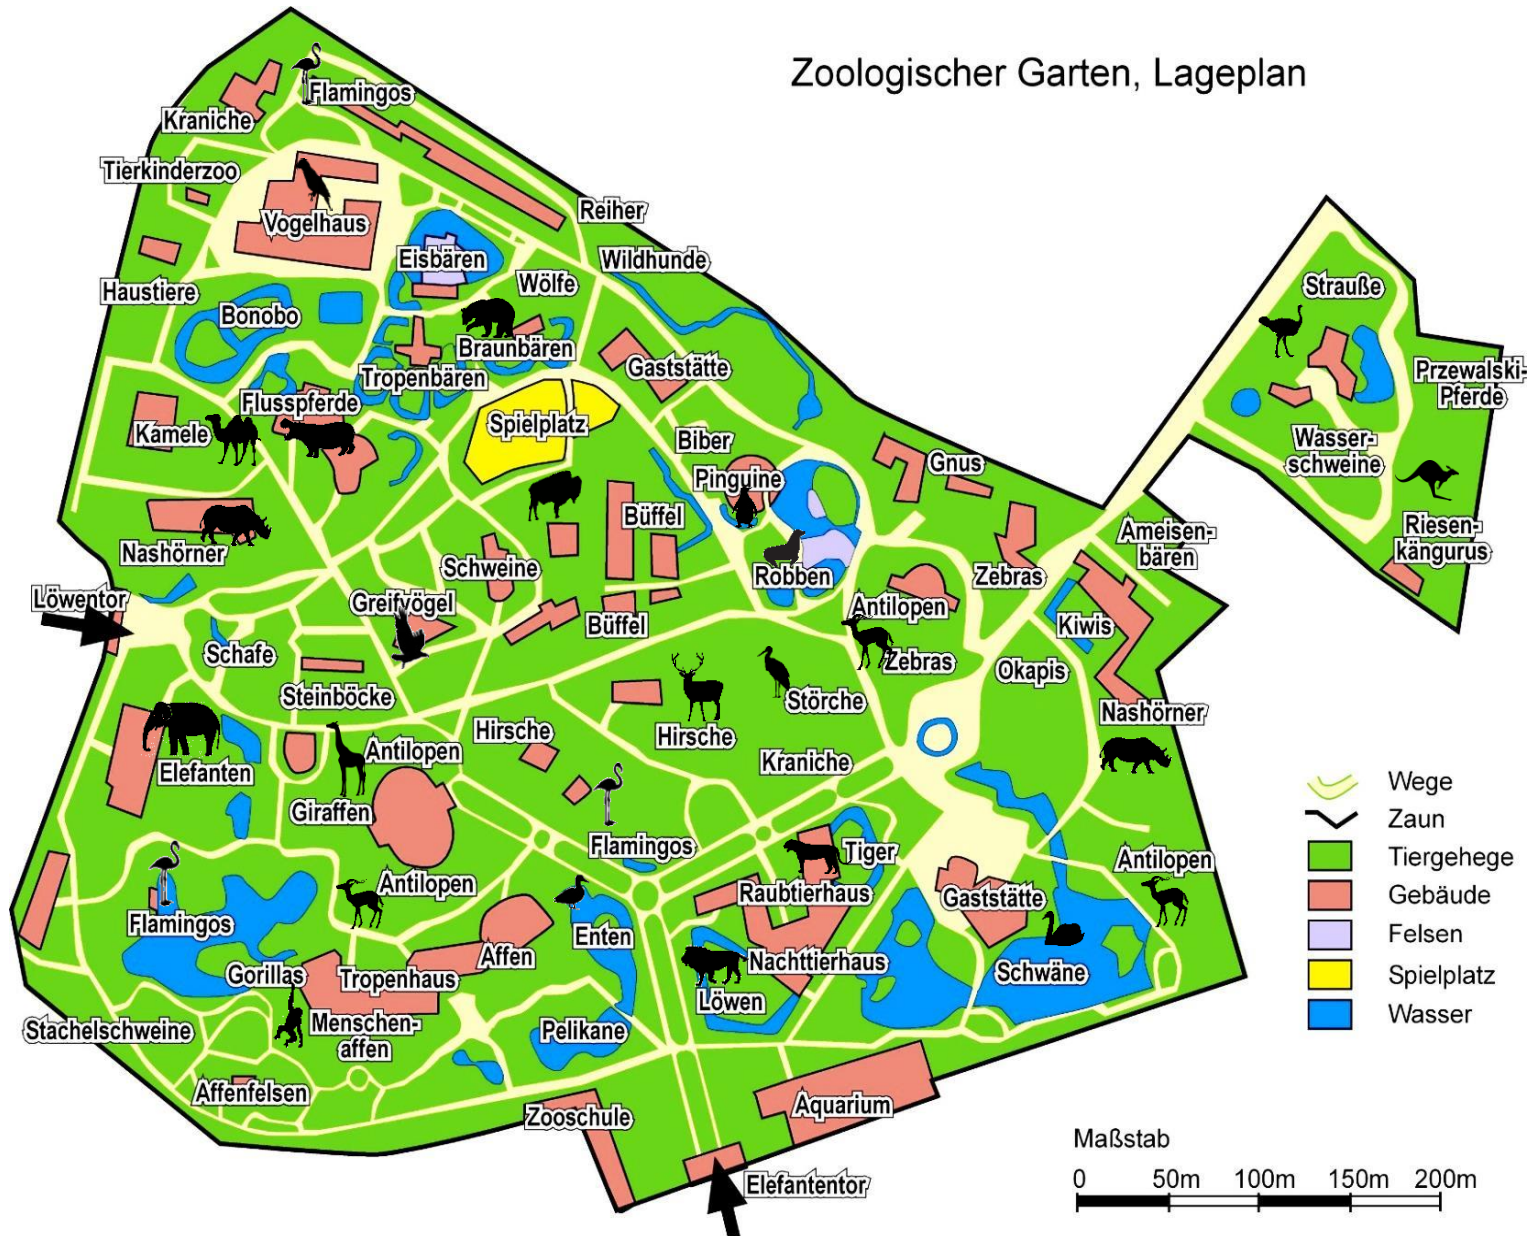 Zoologischer Garten, Lageplan
Flamingos
Kraniche
Tierkinderzoo
Vogelhaus
Reiher
Eisbären
Wildhunde
Wölfe
Haustiere
Bonobo
Braunbären
Tropenbären
Gaststätte
Flusspferde
Kamele
Spielplatz
Biber
Pinguine
Gnus
Strauße
Przewalski-
Pferde
Wasser-
schweine
Riesen-
kängurus
Ameisen-
bären
Nashörner
Büffel
Schweine
Robben
Zebras
Löwentor
Greifvögel
Büffel
Antilopen
Kiwis
Schafe
Zebras
Okapis
Steinböcke
Störche
Nashörner
Hirsche
Hirsche
Antilopen
Kraniche
Elefanten
Giraffen
Flamingos
Tiger
Antilopen
Antilopen
Raubtierhaus
Gaststätte
Flamingos
Enten
Affen
Nachttierhaus
Schwäne
Gorillas
Tropenhaus
Löwen
Stachelschweine
Menschen-
affen
Pelikane
Affenfelsen
Zooschule
Aquarium
Elefantentor
Wege
Zaun
Tiergehege
Gebäude
Felsen
Spielplatz
Wasser
Maßstab
0 50m 100m 150m 200m